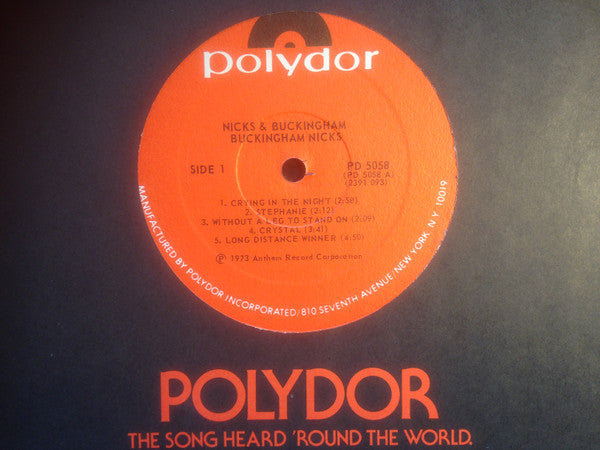 polydor
NICKS & BUCKINGHAM
BUCKINGHAM NICKS
SIDE 1
PD 5058
(PD 5058 A)
(2391 093)
1. CRYING IN THE NIGHT (2:58)
2. STEPHANIE (2:12)
3. WITHOUT A LEG TO STAND ON (2:09)
4. CRYSTAL (3:41)
5. LONG DISTANCE WINNER (4:50)
℗ 1973 Anthem Record Corporation
MANUFACTURED BY POLYDOR INCORPORATED/810 SEVENTH AVENUE/NEW YORK, N.Y. 10019
POLYDOR
THE SONG HEARD 'ROUND THE WORLD.